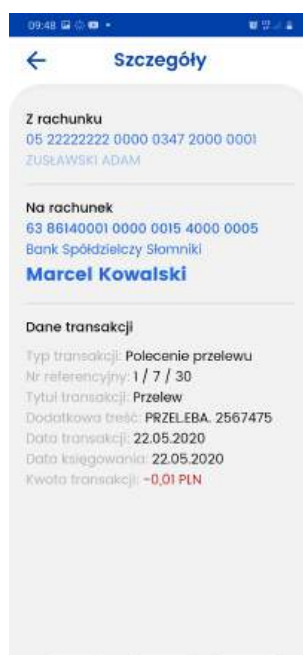 09:48
Szczegóły
Z rachunku
05 22222222 0000 0347 2000 0001
ZUSŁAWSKI ADAM
Na rachunek
63 86140001 0000 0015 4000 0005
Bank Spółdzielczy Słomniki
Marcel Kowalski
Dane transakcji
Typ transakcji: Polecenie przelewu
Nr referencyjny: 1 / 7 / 30
Tytuł transakcji: Przelew
Dodatkowa treść: PRZEL.EBA. 2567475
Data transakcji: 22.05.2020
Data księgowania: 22.05.2020
Kwota transakcji: -0,01 PLN